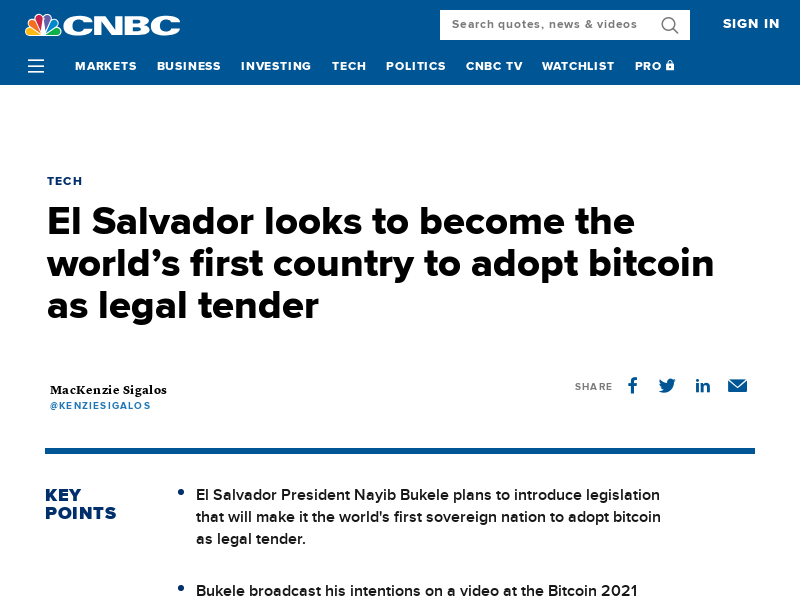 CNBC
Search quotes, news & videos
SIGN IN
MARKETS BUSINESS INVESTING TECH POLITICS CNBC TV WATCHLIST PRO
TECH
El Salvador looks to become the
world’s first country to adopt bitcoin
as legal tender
MacKenzie Sigalos
@KENZIESIGALOS
SHARE
KEY
POINTS
El Salvador President Nayib Bukele plans to introduce legislation
that will make it the world's first sovereign nation to adopt bitcoin
as legal tender.
Bukele broadcast his intentions on a video at the Bitcoin 2021